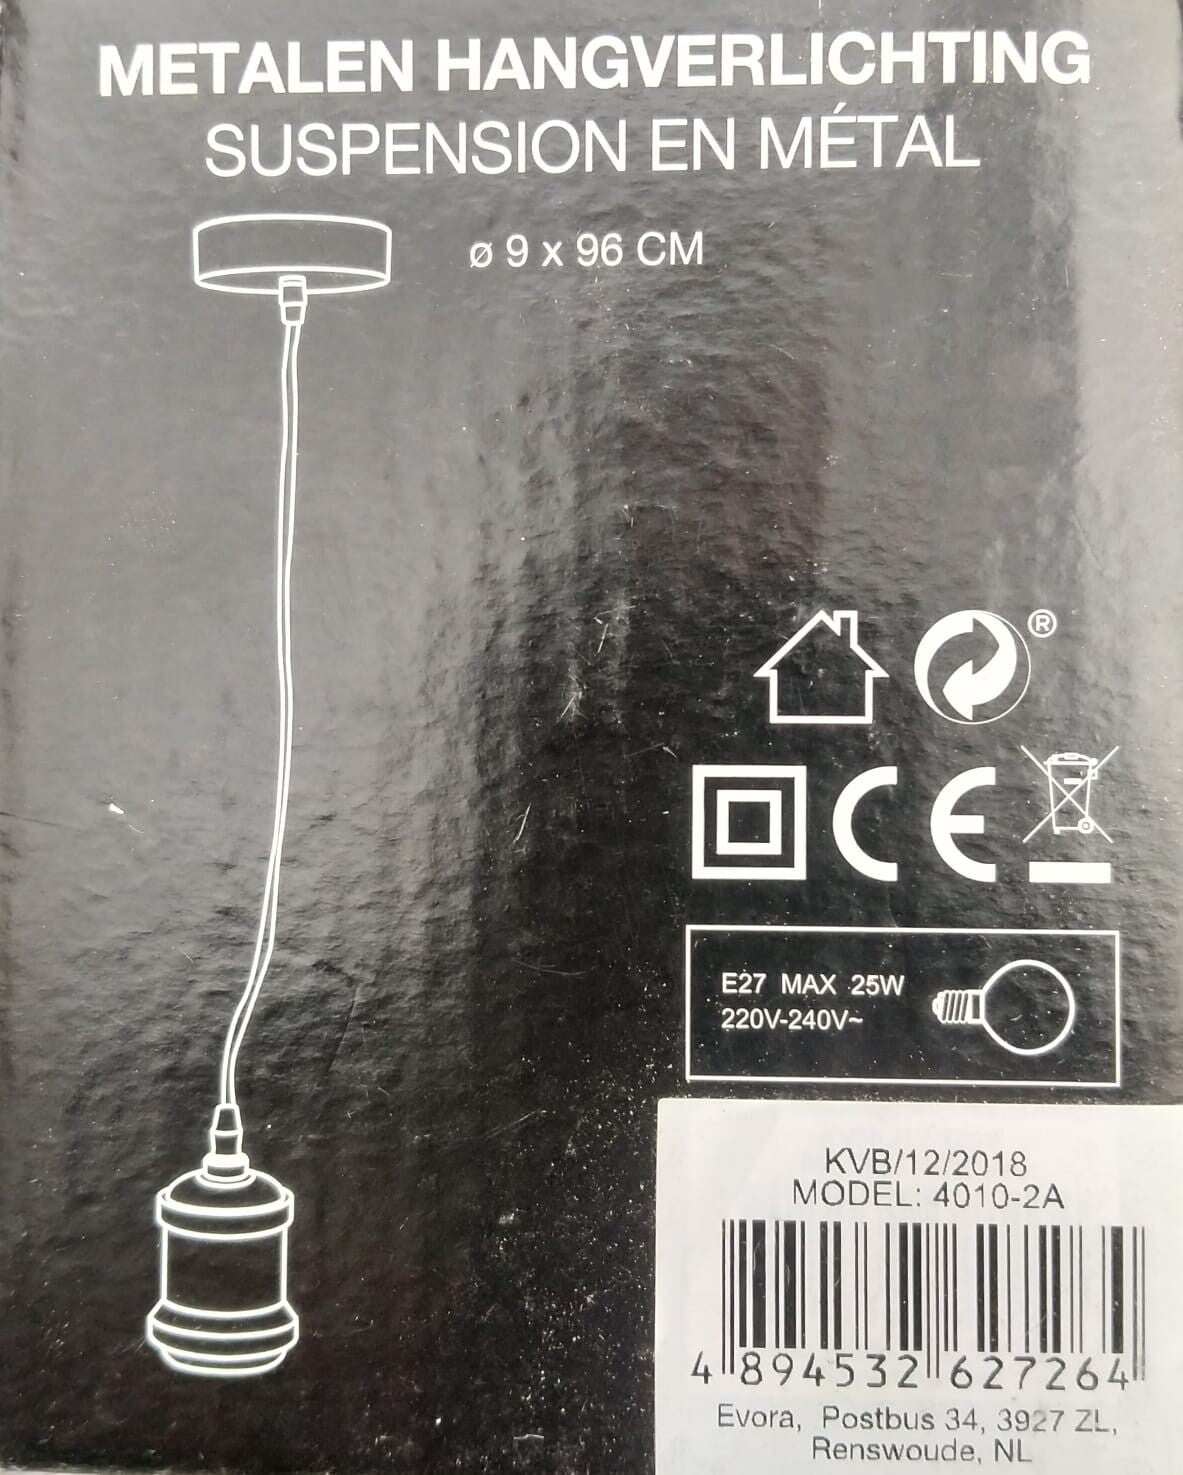 METALEN HANGVERLICHTING
SUSPENSION EN MÉTAL
ø 9 x 96 CM
®
CE
E27 MAX 25W
220V-240V~
KVB/12/2018
MODEL: 4010-2A
4 894532 627264
Evora, Postbus 34, 3927 ZL,
Renswoude, NL